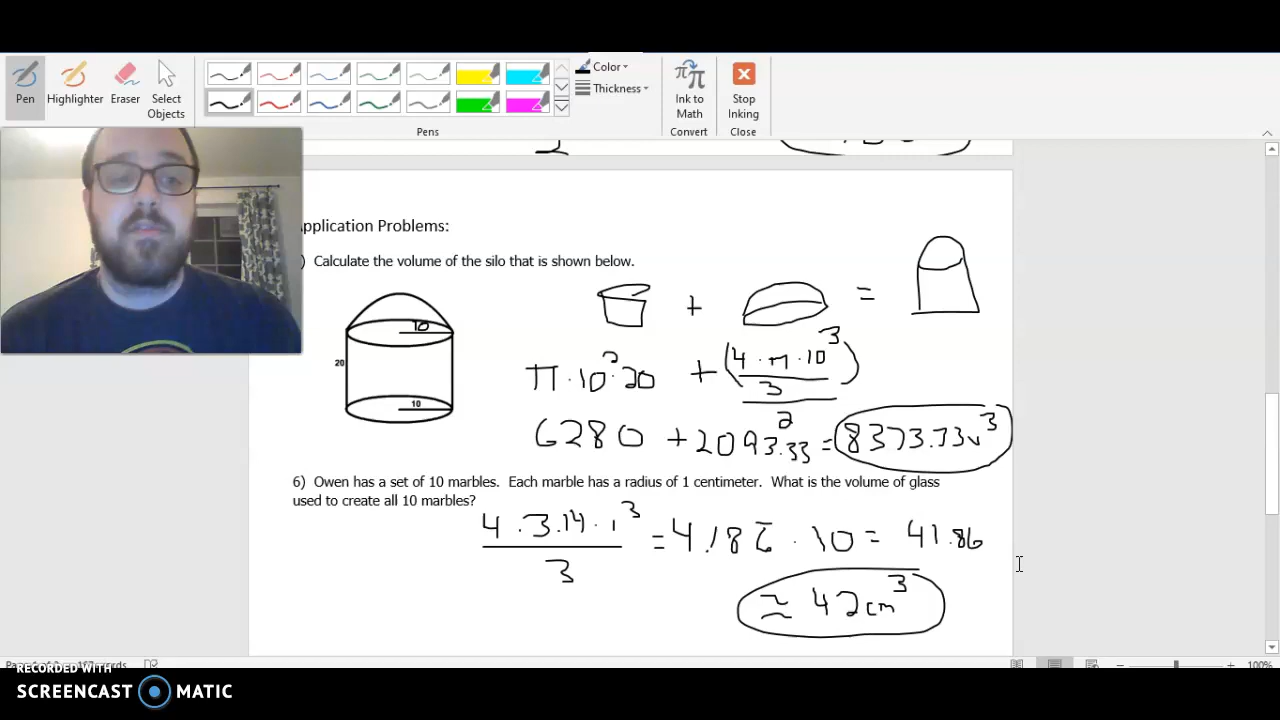 Color
Thickness
Pen
Highlighter
Eraser
Select Objects
Ink to Math
Stop Inking
Pens
Convert
Close
Application Problems:
) Calculate the volume of the silo that is shown below.
10
20
10
+ =
π·10²·20 + (4·π·10³/3)/2
6280 + 2093.33 = 8373.33u³
6) Owen has a set of 10 marbles. Each marble has a radius of 1 centimeter. What is the volume of glass
used to create all 10 marbles?
4·3.14·1³/3 = 4.186·10 = 41.86
≈ 42cm³
100%
RECORDED WITH
SCREENCAST MATIC